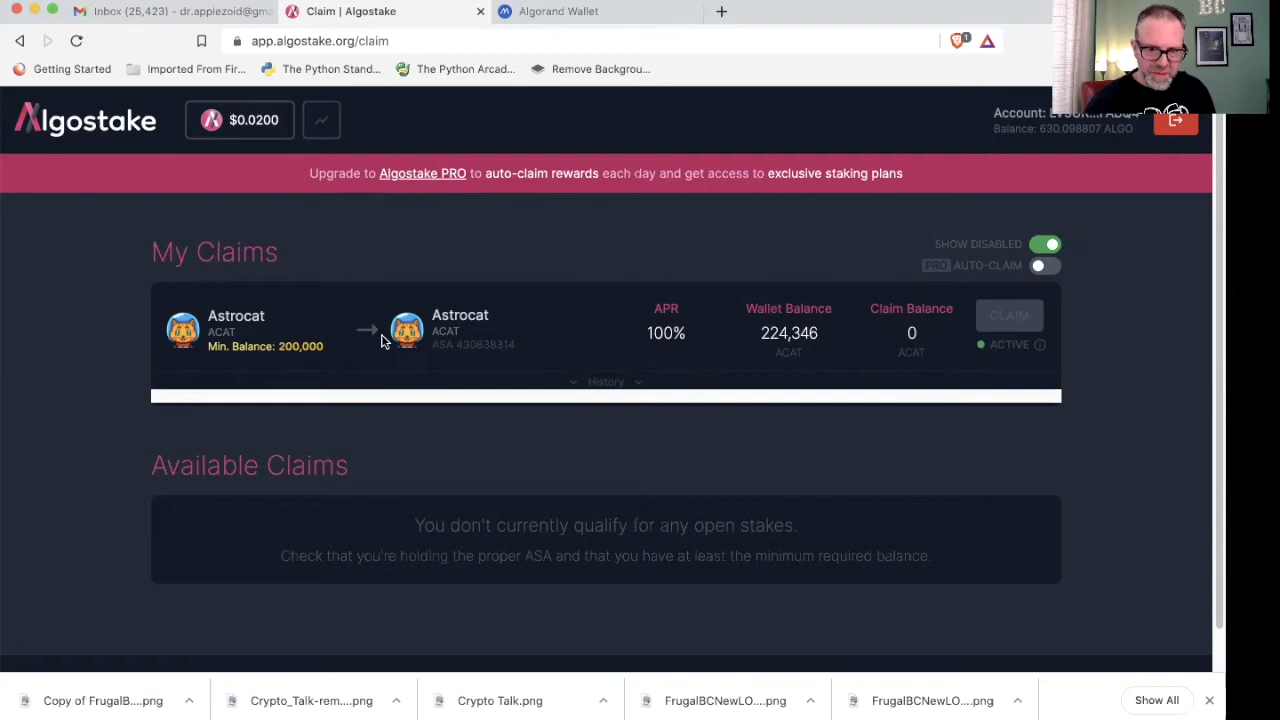 Inbox (25,423) - dr.applezoid@gma
Claim | Algostake
Algorand Wallet
app.algostake.org/claim
1
Getting Started
Imported From Fir...
The Python Stand...
The Python Arcad...
Remove Backgrou...
BC
Algostake
$0.0200
Balance: 630.098807 ALGO
Account:
Upgrade to Algostake PRO to auto-claim rewards each day and get access to exclusive staking plans
My Claims
SHOW DISABLED
PRO AUTO-CLAIM
Astrocat
ACAT
Min. Balance: 200,000
Astrocat
ACAT
ASA 430838314
APR
100%
Wallet Balance
224,346
ACAT
Claim Balance
0
ACAT
CLAIM
ACTIVE
History
Available Claims
You don't currently qualify for any open stakes.
Check that you're holding the proper ASA and that you have at least the minimum required balance.
Copy of FrugalB....png
Crypto_Talk-rem....png
Crypto Talk.png
FrugalBCNewLO....png
FrugalBCNewLO....png
Show All